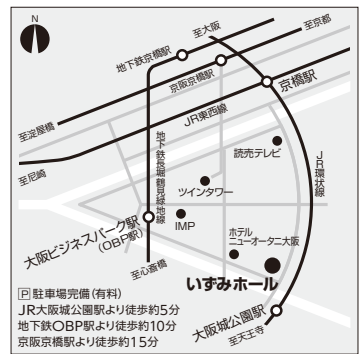 N
至大阪
至京都
地下鉄京橋駅
京阪京橋駅
京橋駅
至淀屋橋
JR東西線
至尼崎
地下鉄長堀鶴見緑地線
読売テレビ
JR環状線
ツインタワー
大阪ビジネスパーク駅
(OBP駅)
IMP
ホテル
ニューオータニ大阪
至心斎橋
いずみホール
P 駐車場完備(有料)
JR大阪城公園駅より徒歩約5分
地下鉄OBP駅より徒歩約10分
京阪京橋駅より徒歩約15分
大阪城公園駅
至天王寺